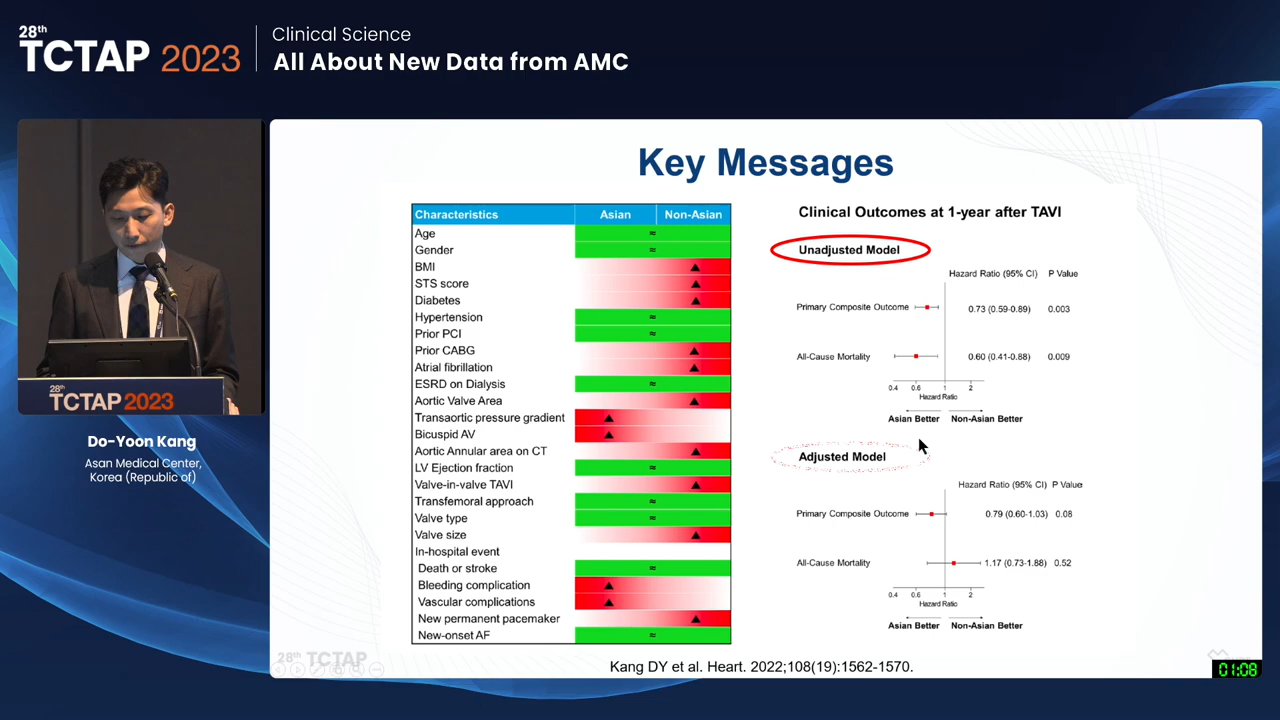 28th
TCTAP 2023
Clinical Science
All About New Data from AMC
28th
TCTAP 2023
Do-Yoon Kang
Asan Medical Center,
Korea (Republic of)
Key Messages
Characteristics Asian Non-Asian
Age ≈
Gender ≈
BMI ▲
STS score ▲
Diabetes ▲
Hypertension ≈
Prior PCI ≈
Prior CABG ▲
Atrial fibrillation ▲
ESRD on Dialysis ≈
Aortic Valve Area ▲
Transaortic pressure gradient ▲
Bicuspid AV ▲
Aortic Annular area on CT ▲
LV Ejection fraction ≈
Valve-in-valve TAVI ▲
Transfemoral approach ≈
Valve type ≈
Valve size ▲
In-hospital event
Death or stroke ≈
Bleeding complication ▲
Vascular complications ▲
New permanent pacemaker ▲
New-onset AF ≈
Clinical Outcomes at 1-year after TAVI
Unadjusted Model
Hazard Ratio (95% CI) P Value
Primary Composite Outcome 0.73 (0.59-0.89) 0.003
All-Cause Mortality 0.60 (0.41-0.88) 0.009
0.4 0.6 1 2
Hazard Ratio
Asian Better Non-Asian Better
Adjusted Model
Hazard Ratio (95% CI) P Value
Primary Composite Outcome 0.79 (0.60-1.03) 0.08
All-Cause Mortality 1.17 (0.73-1.88) 0.52
0.4 0.6 1 2
Hazard Ratio
Asian Better Non-Asian Better
28th TCTAP
Kang DY et al. Heart. 2022;108(19):1562-1570.
01:08